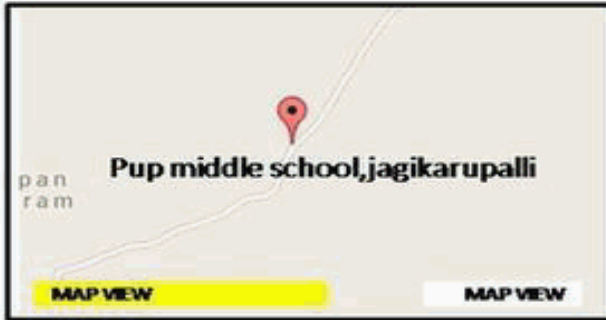 Pup middle school,jagikarupalli
pan
ram
MAP VIEW
MAP VIEW